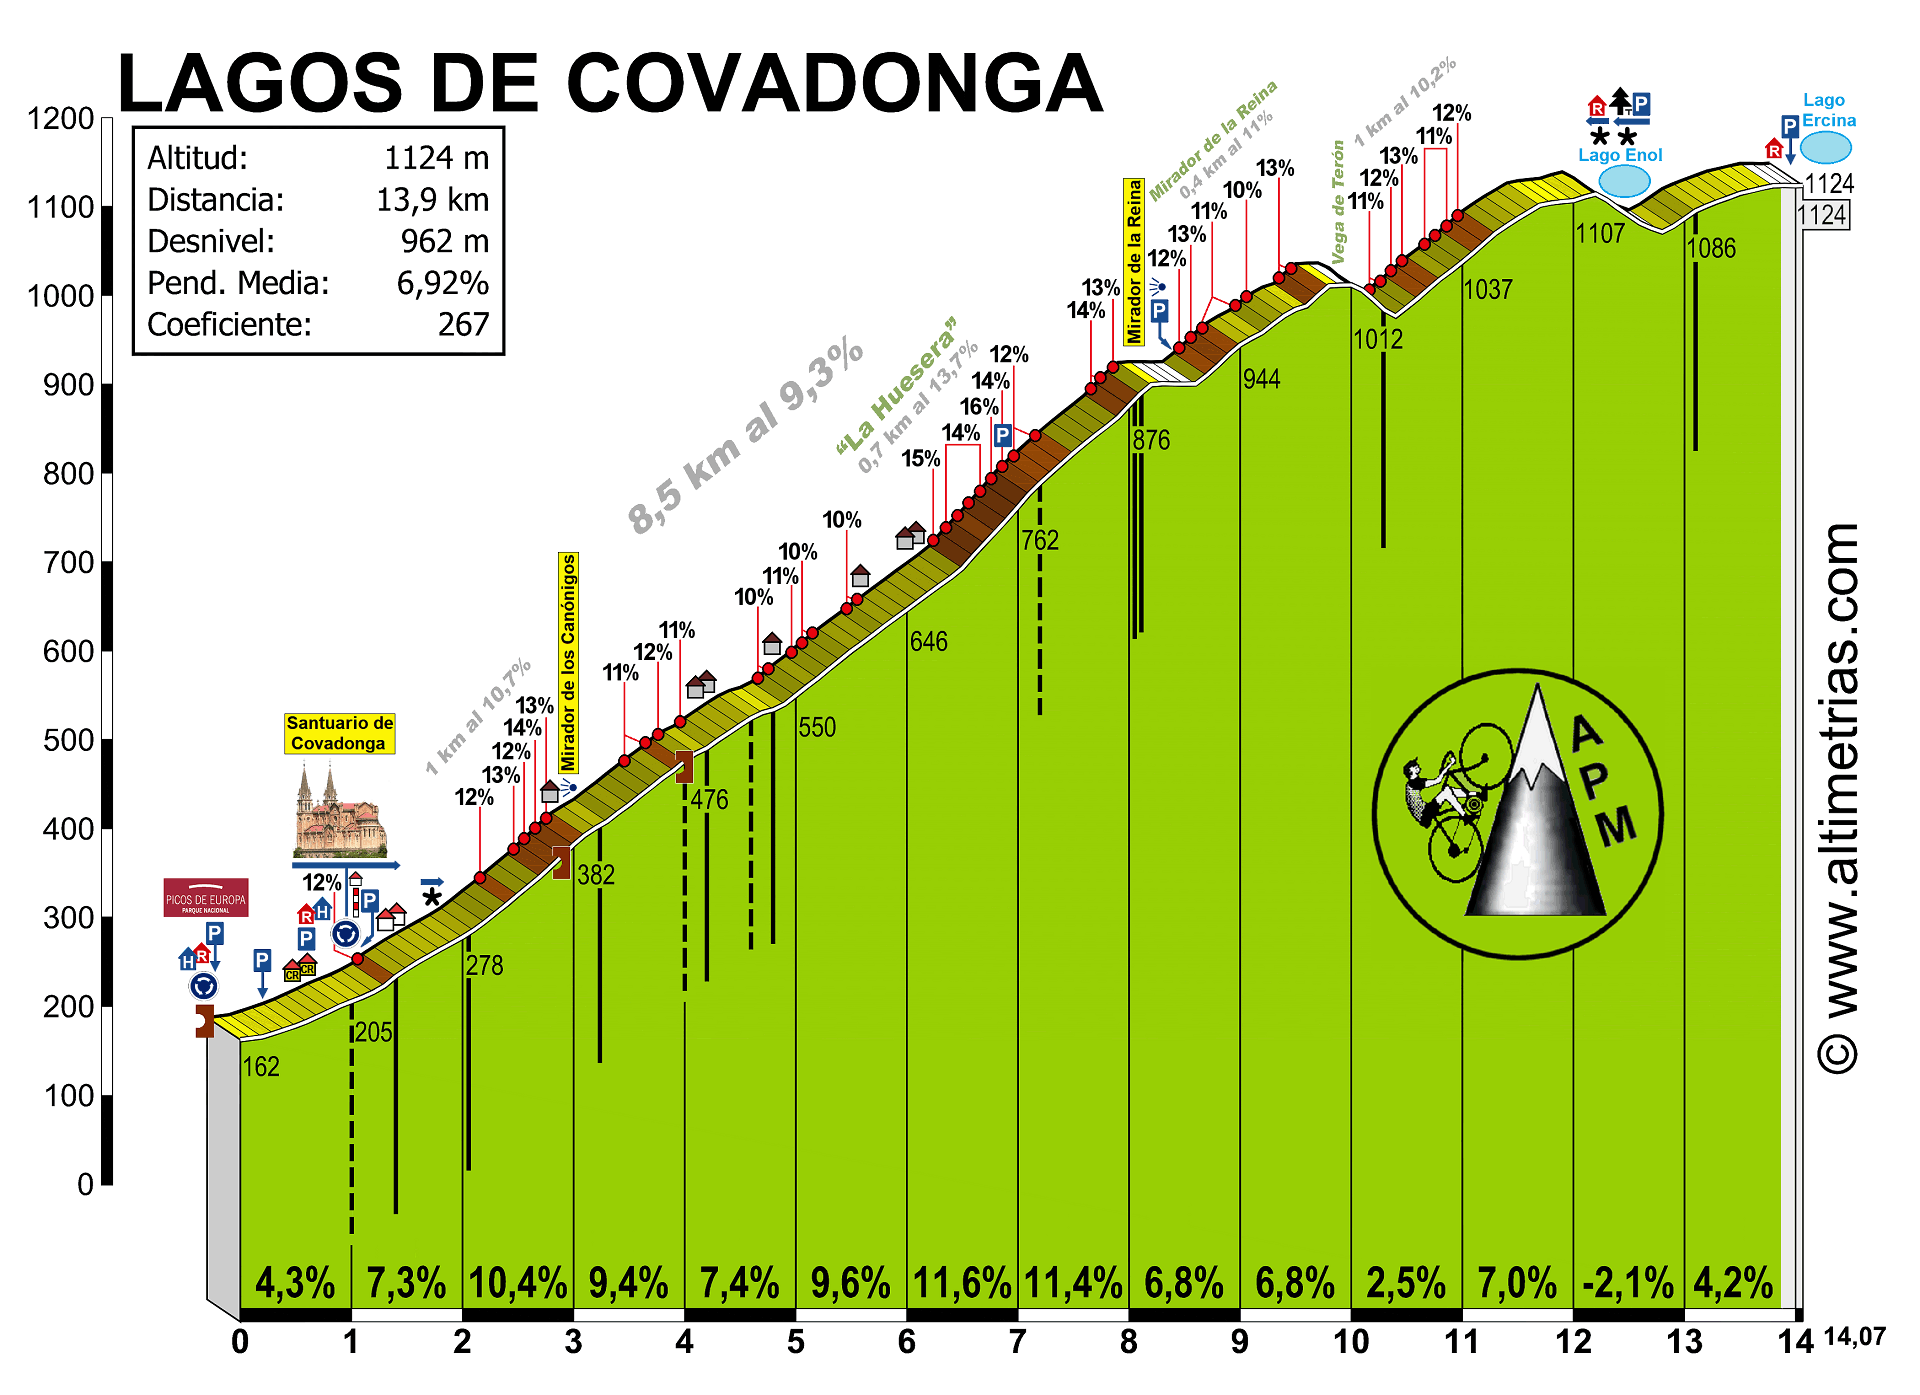 LAGOS DE COVADONGA
Altitud: 1124 m
Distancia: 13,9 km
Desnivel: 962 m
Pend. Media: 6,92%
Coeficiente: 267
1200
1100
1000
900
800
700
600
500
400
300
200
100
0
PICOS DE EUROPA
PARQUE NACIONAL
H
R
P
P
CR
CR
R
H
P
Santuario de
Covadonga
12%
P
1 km al 10,7%
12%
13%
12%
14%
13%
Mirador de los Canónigos
11%
12%
11%
8,5 km al 9,3%
10%
11%
10%
10%
“La Huesera”
0,7 km al 13,7%
15%
14%
16%
14%
12%
P
14%
13%
Mirador de la Reina
P
Mirador de la Reina
0,4 km al 11%
12%
13%
11%
10%
13%
Vega de Terón
1 km al 10,2%
11%
12%
13%
11%
12%
R
T
P
Lago Enol
Lago
Ercina
P
R
1124
1124
162
205
278
382
476
550
646
762
876
944
1012
1037
1107
1086
A
P
M
© www.altimetrias.com
4,3%
7,3%
10,4%
9,4%
7,4%
9,6%
11,6%
11,4%
6,8%
6,8%
2,5%
7,0%
-2,1%
4,2%
0
1
2
3
4
5
6
7
8
9
10
11
12
13
14
14,07